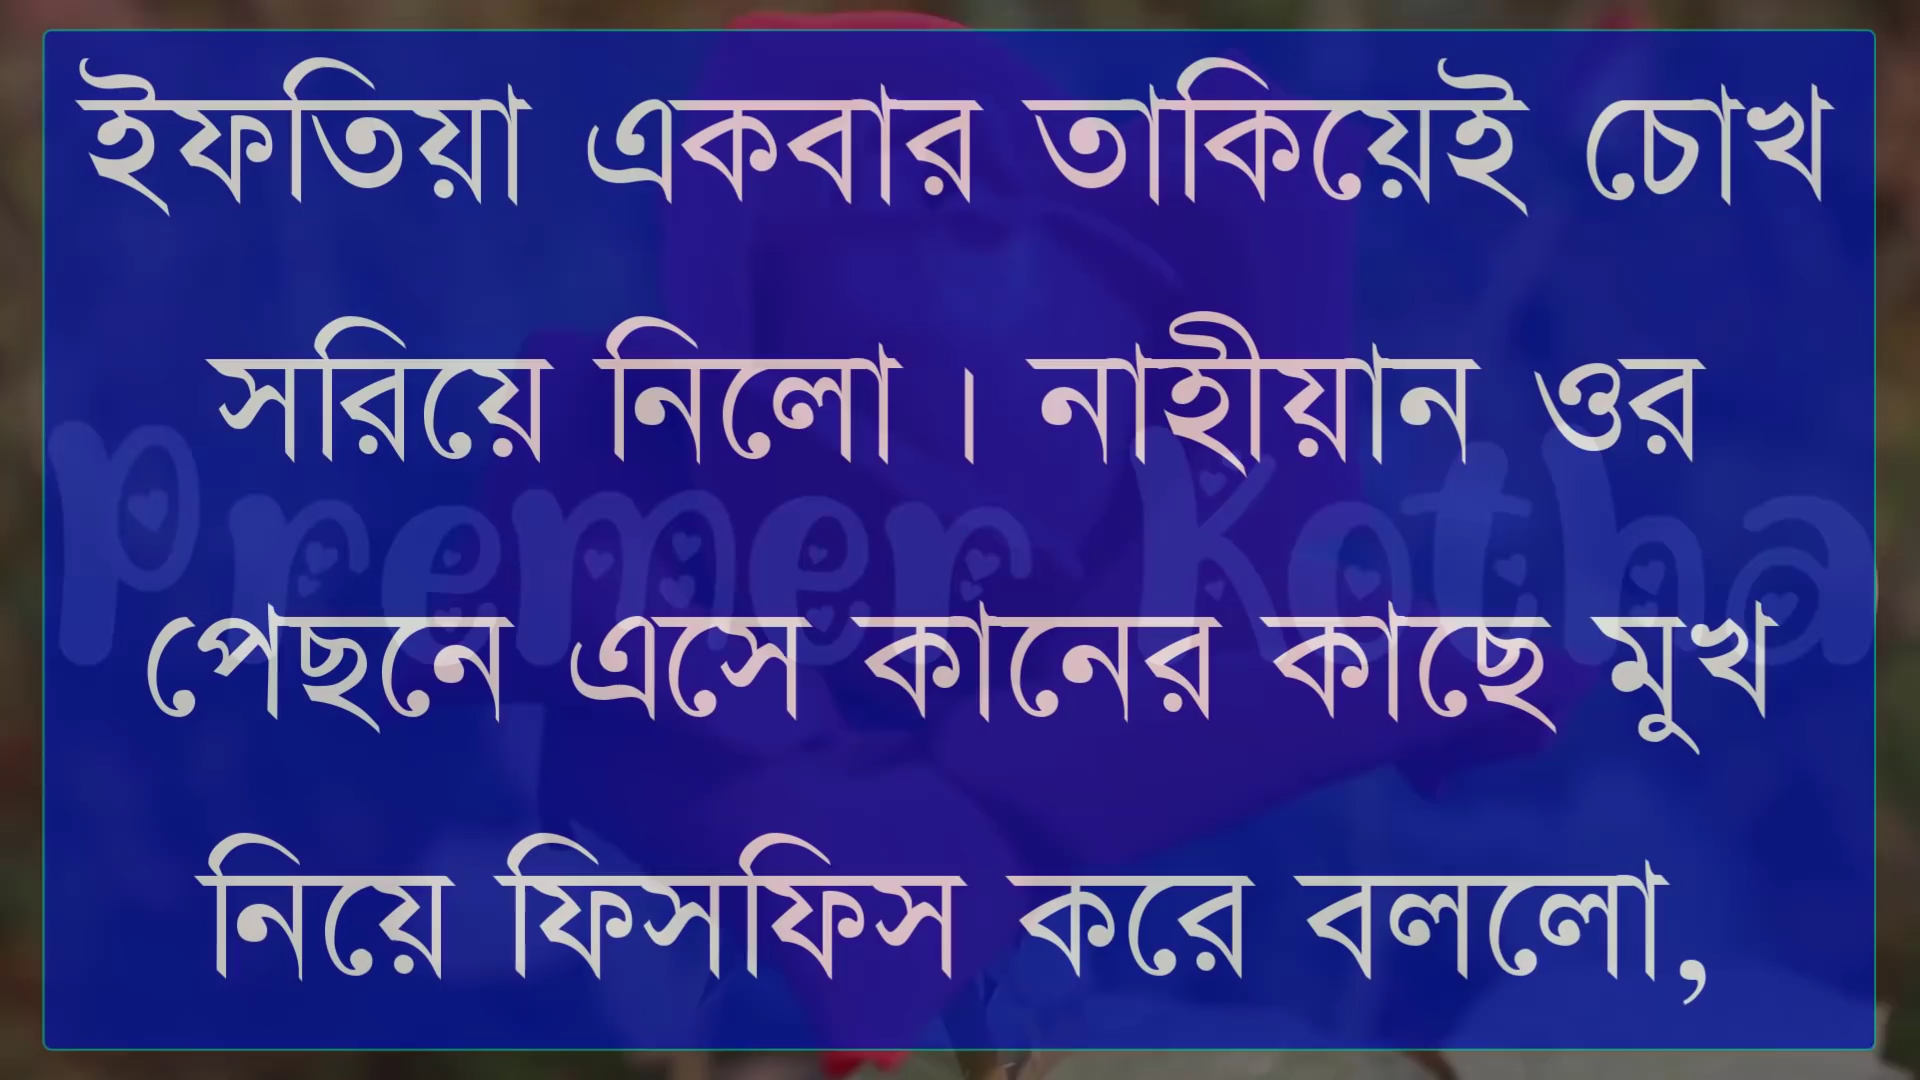 ইফতিয়া একবার তাকিয়েই চোখ
সরিয়ে নিলো। নাহীয়ান ওর
Premer Kotha
পেছনে এসে কানের কাছে মুখ
নিয়ে ফিসফিস করে বললো,